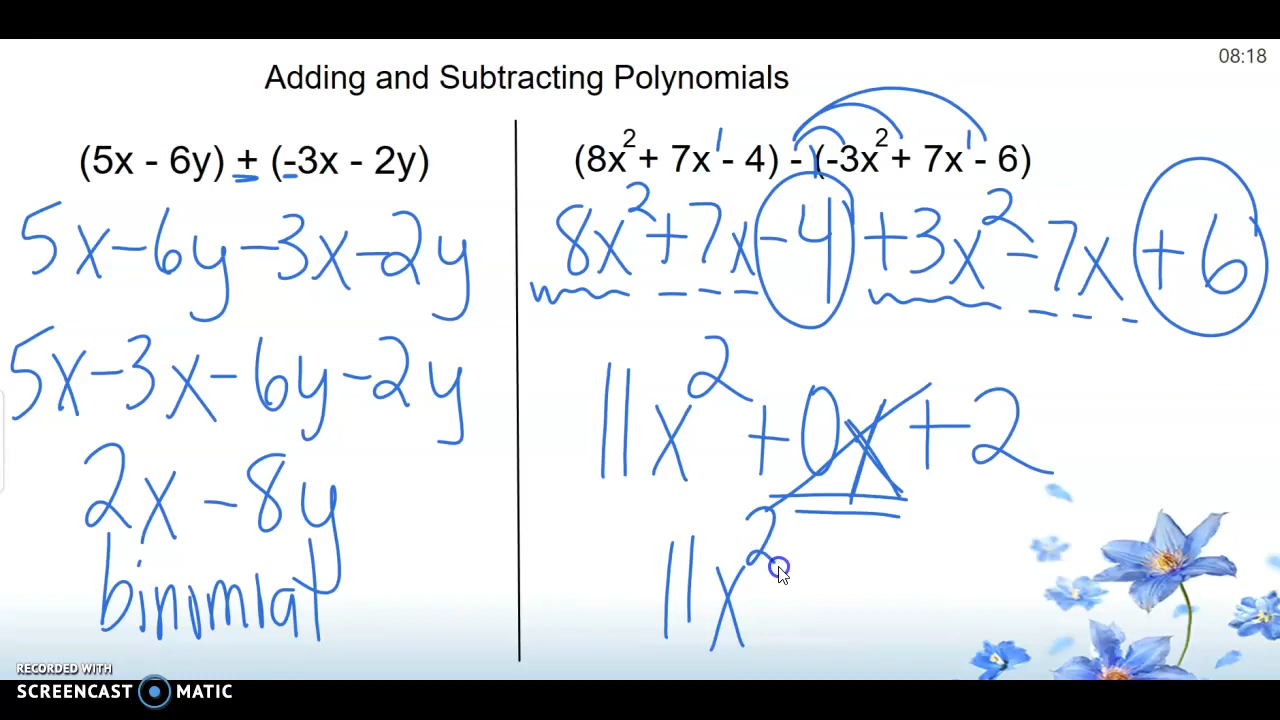 08:18
Adding and Subtracting Polynomials
(5x - 6y) + (-3x - 2y)
5x-6y-3x-2y
5x-3x-6y-2y
2x-8y
binimial
(8x² + 7x¹ - 4) - (-3x² + 7x¹ - 6)
8x²+7x-4+3x²-7x+6
11x²+0x+2
11x²
RECORDED WITH
SCREENCAST MATIC